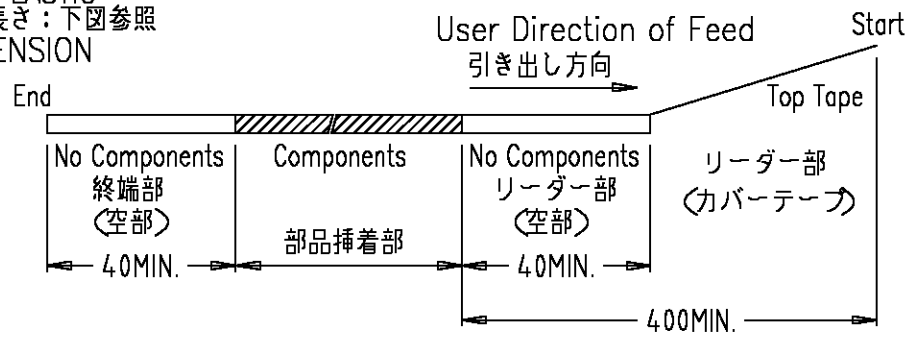 長さ:下図参照
User Direction of Feed
Start
引き出し方向
End
Top Tape
No Components
Components
No Components
終端部
(空部)
部品挿着部
リーダー部
(空部)
リーダー部
(カバーテープ)
40MIN.
40MIN.
400MIN.